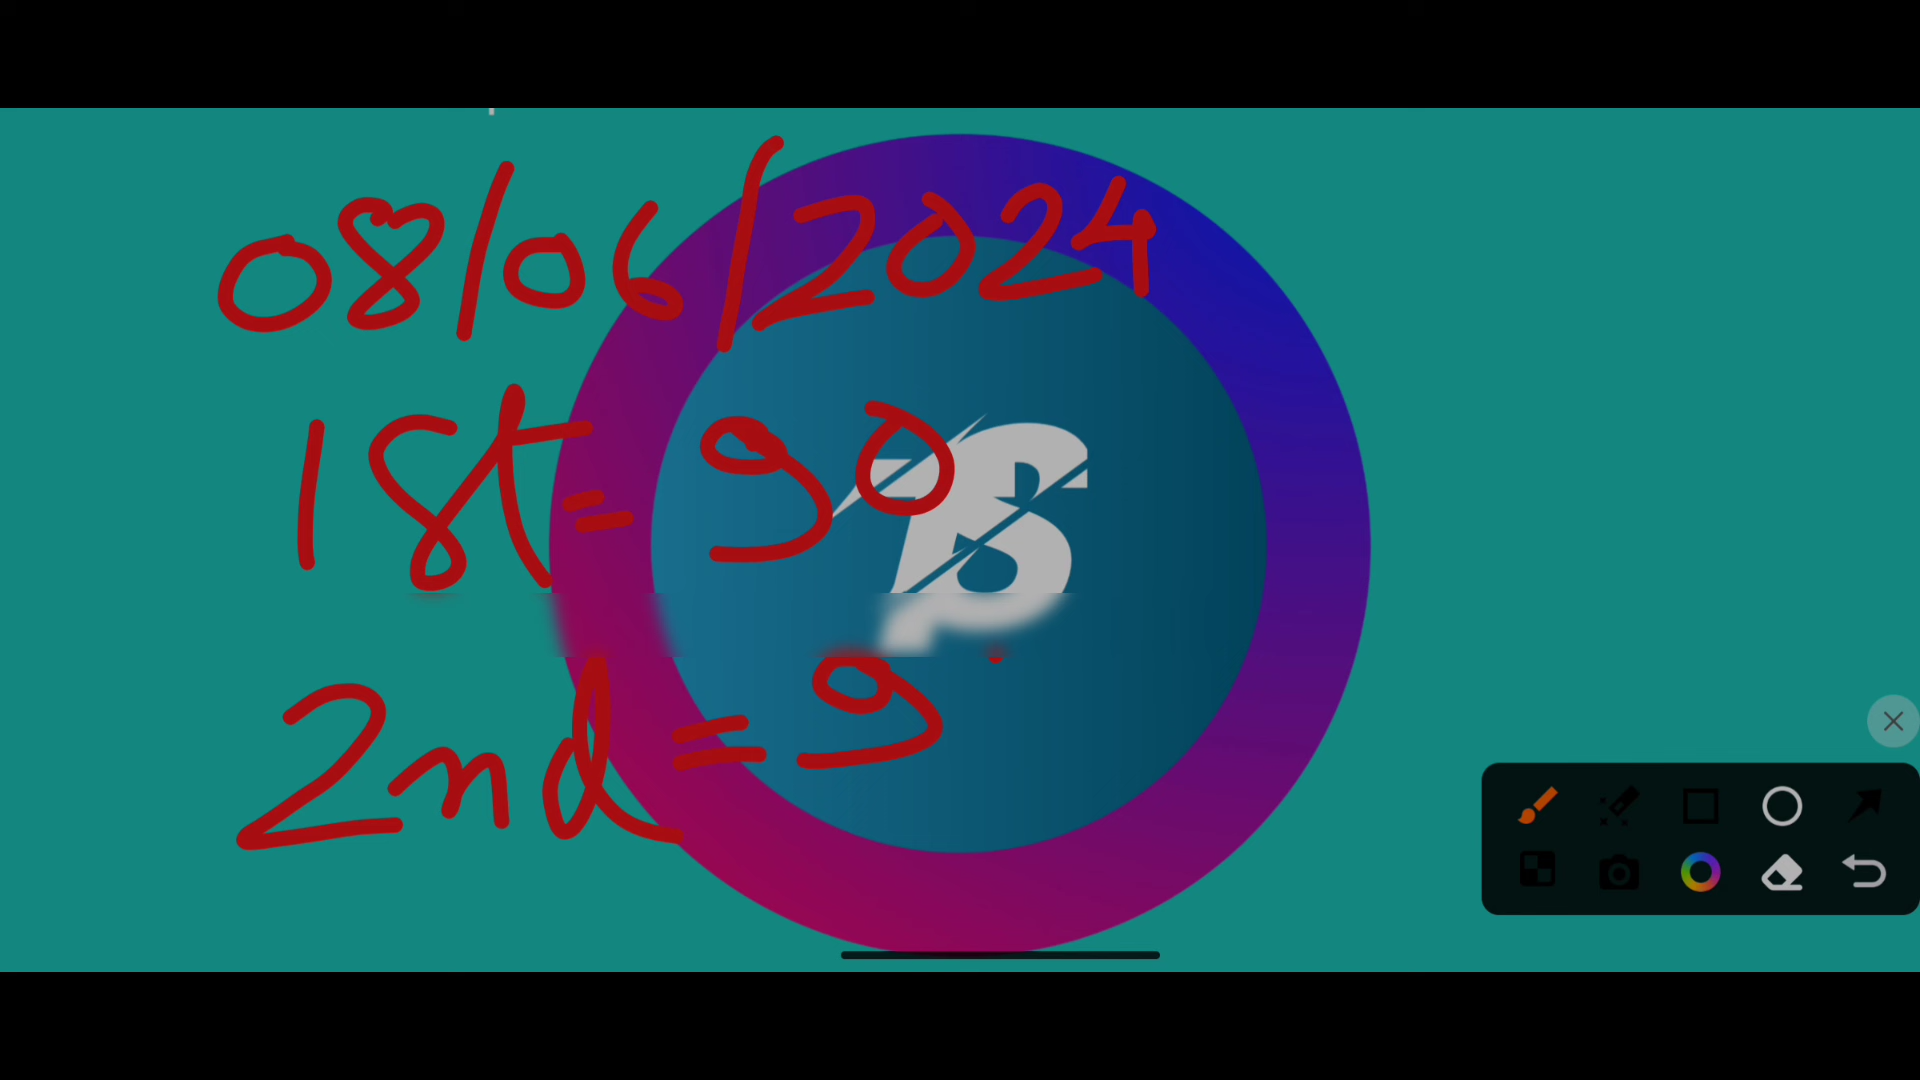 08/06/2024
1st = 90
2nd = 9